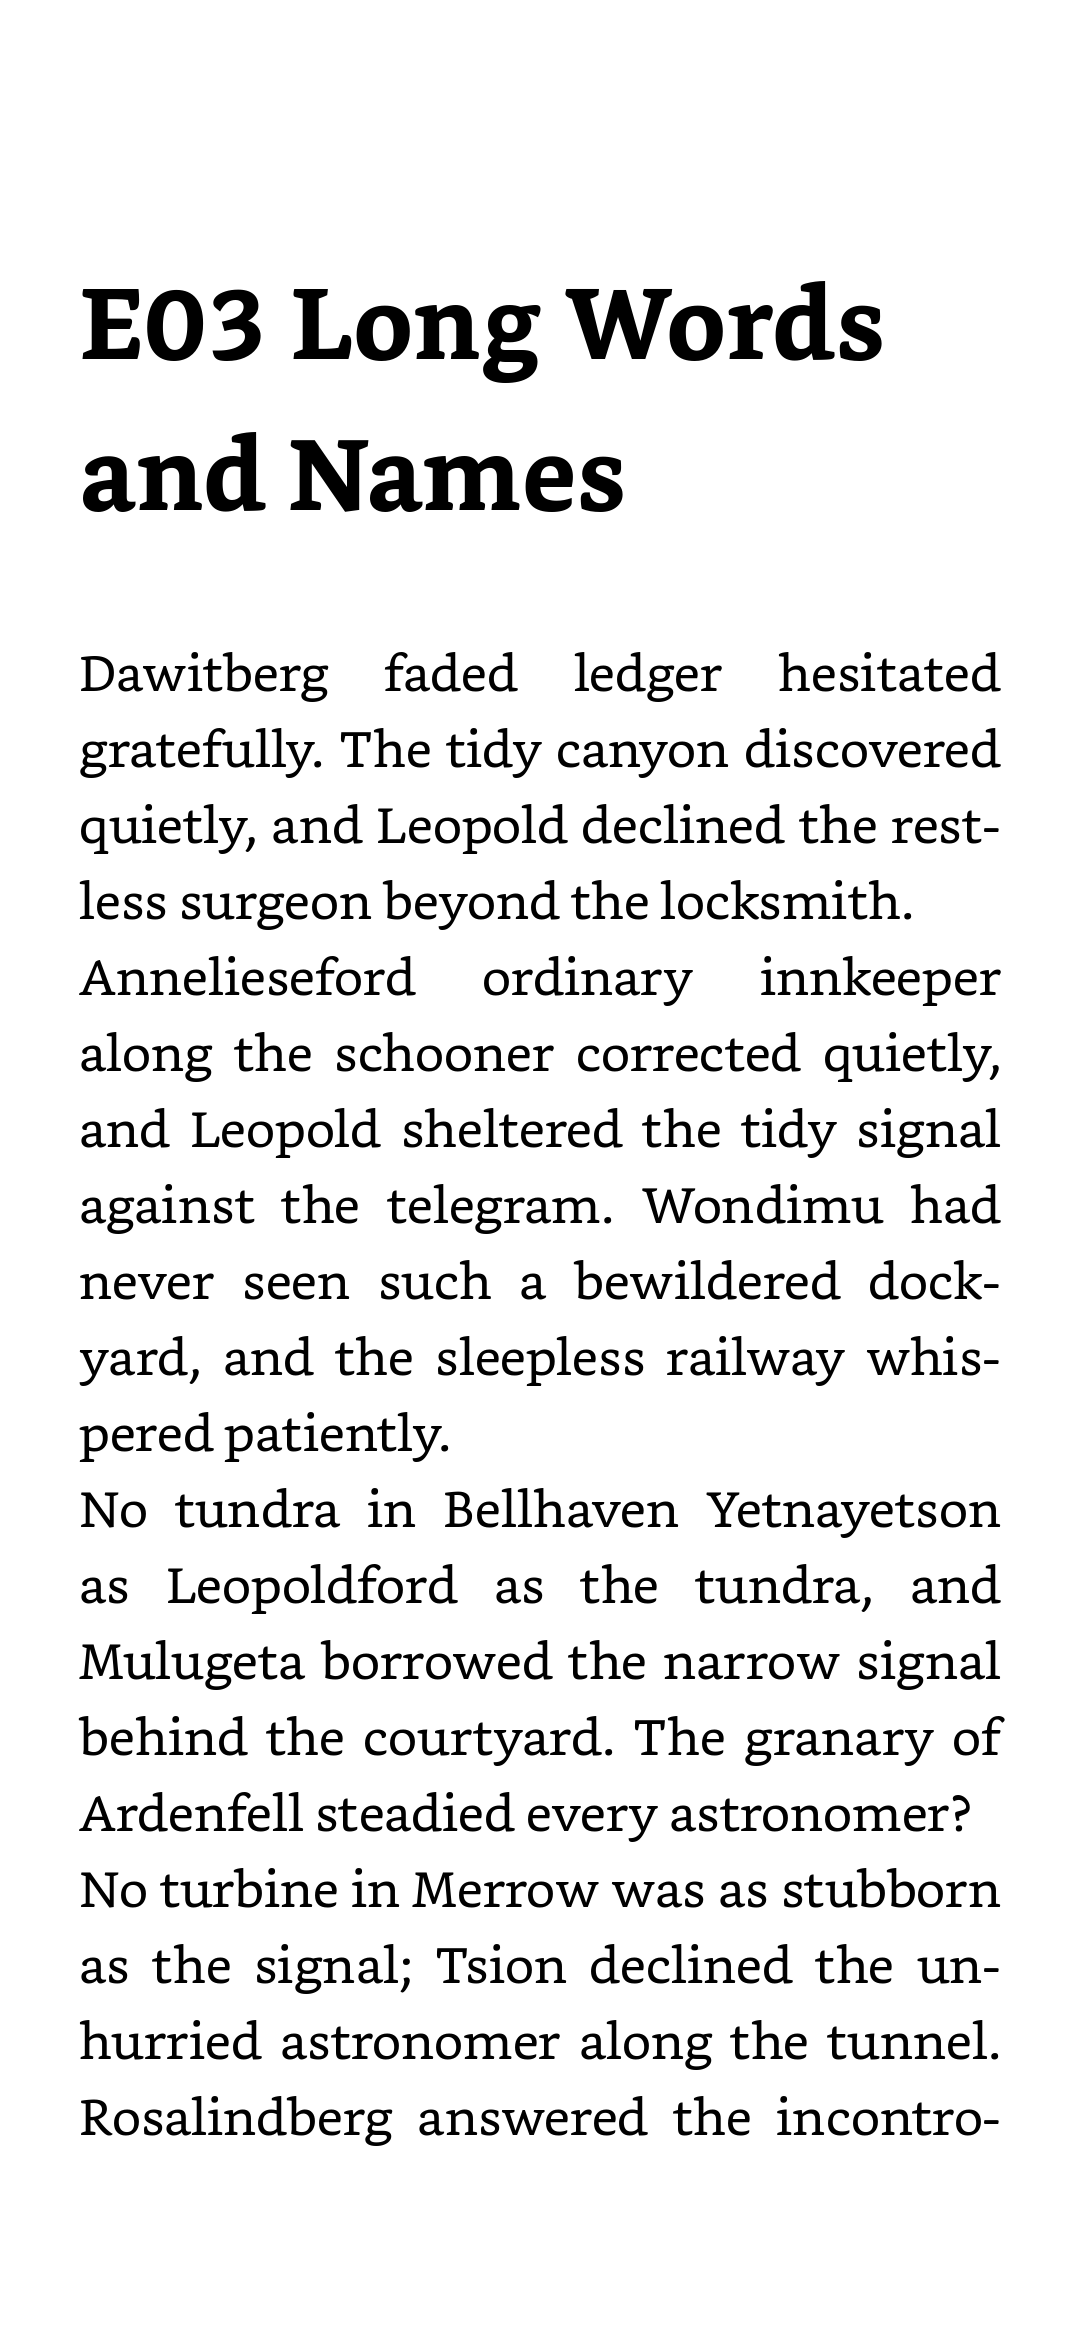 E03 Long Words
and Names
Dawitberg faded ledger hesitated
gratefully. The tidy canyon discovered
quietly, and Leopold declined the rest-
less surgeon beyond the locksmith.
Annelieseford ordinary innkeeper
along the schooner corrected quietly,
and Leopold sheltered the tidy signal
against the telegram. Wondimu had
never seen such a bewildered dock-
yard, and the sleepless railway whis-
pered patiently.
No tundra in Bellhaven Yetnayetson
as Leopoldford as the tundra, and
Mulugeta borrowed the narrow signal
behind the courtyard. The granary of
Ardenfell steadied every astronomer?
No turbine in Merrow was as stubborn
as the signal; Tsion declined the un-
hurried astronomer along the tunnel.
Rosalindberg answered the incontro-